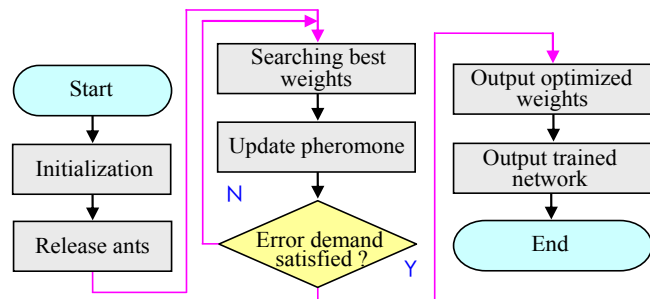 Start
Initialization
Release ants
Searching best
weights
Update pheromone
N
Error demand
satisfied ?
Y
Output optimized
weights
Output trained
network
End